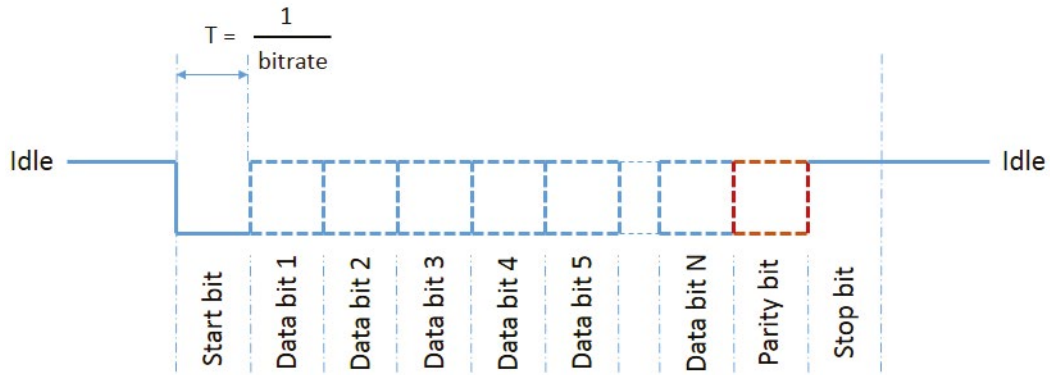 T = 1
bitrate
Idle
Idle
Start bit
Data bit 1
Data bit 2
Data bit 3
Data bit 4
Data bit 5
Data bit N
Parity bit
Stop bit